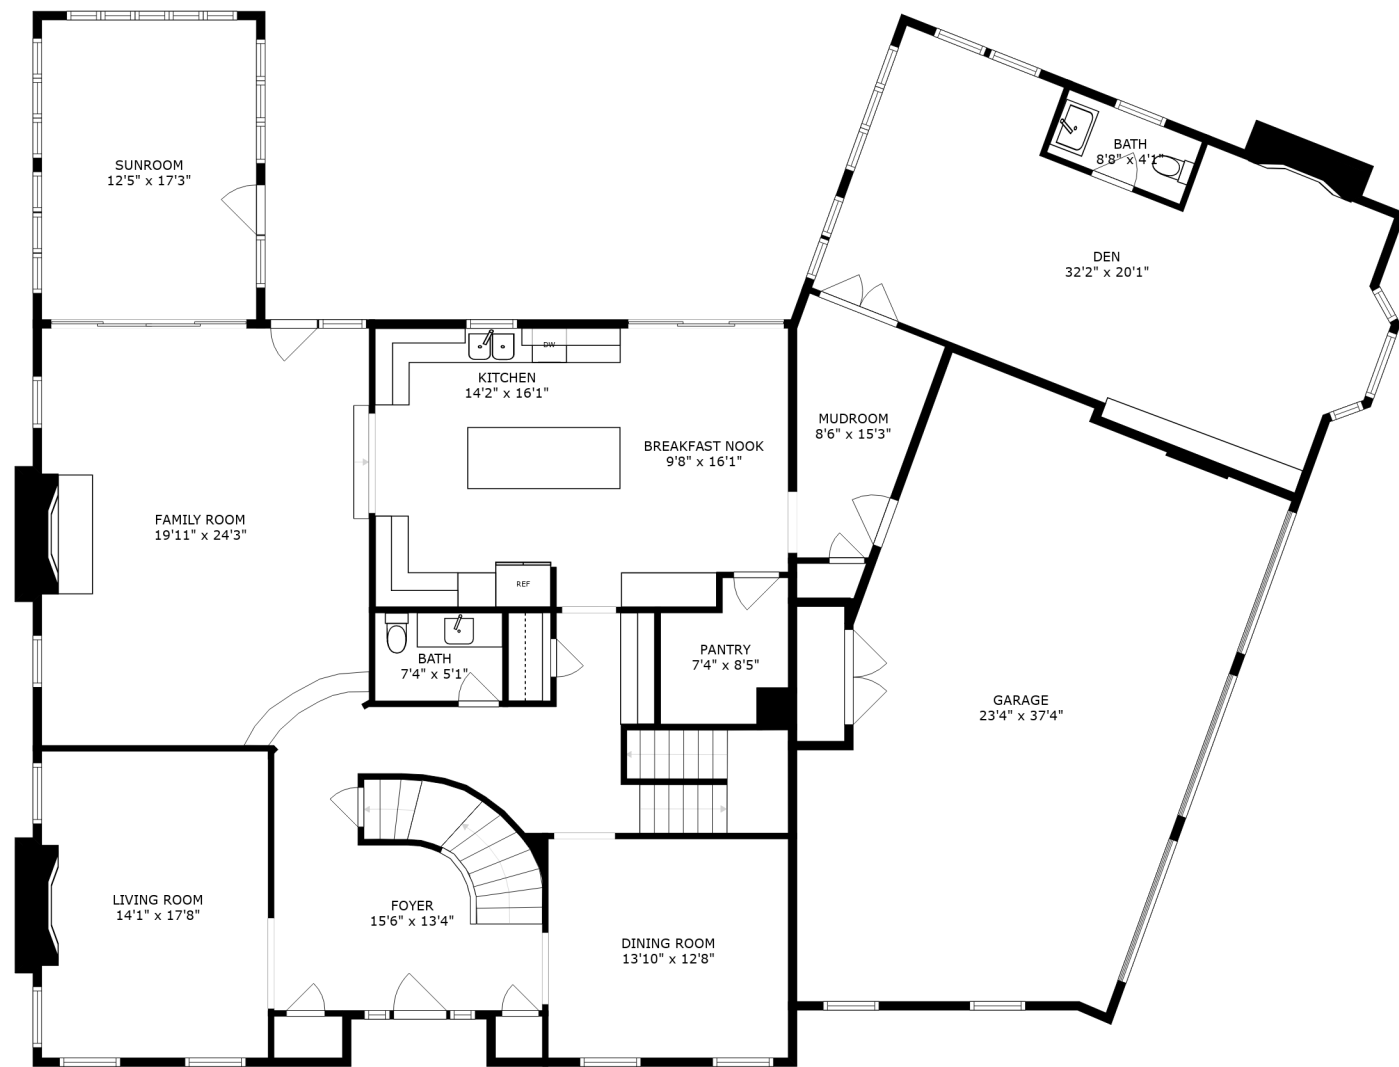 SUNROOM
12'5" x 17'3"
BATH
8'8" x 4'1"
DEN
32'2" x 20'1"
DW
KITCHEN
14'2" x 16'1"
MUDROOM
8'6" x 15'3"
BREAKFAST NOOK
9'8" x 16'1"
FAMILY ROOM
19'11" x 24'3"
REF
BATH
7'4" x 5'1"
PANTRY
7'4" x 8'5"
GARAGE
23'4" x 37'4"
LIVING ROOM
14'1" x 17'8"
FOYER
15'6" x 13'4"
DINING ROOM
13'10" x 12'8"